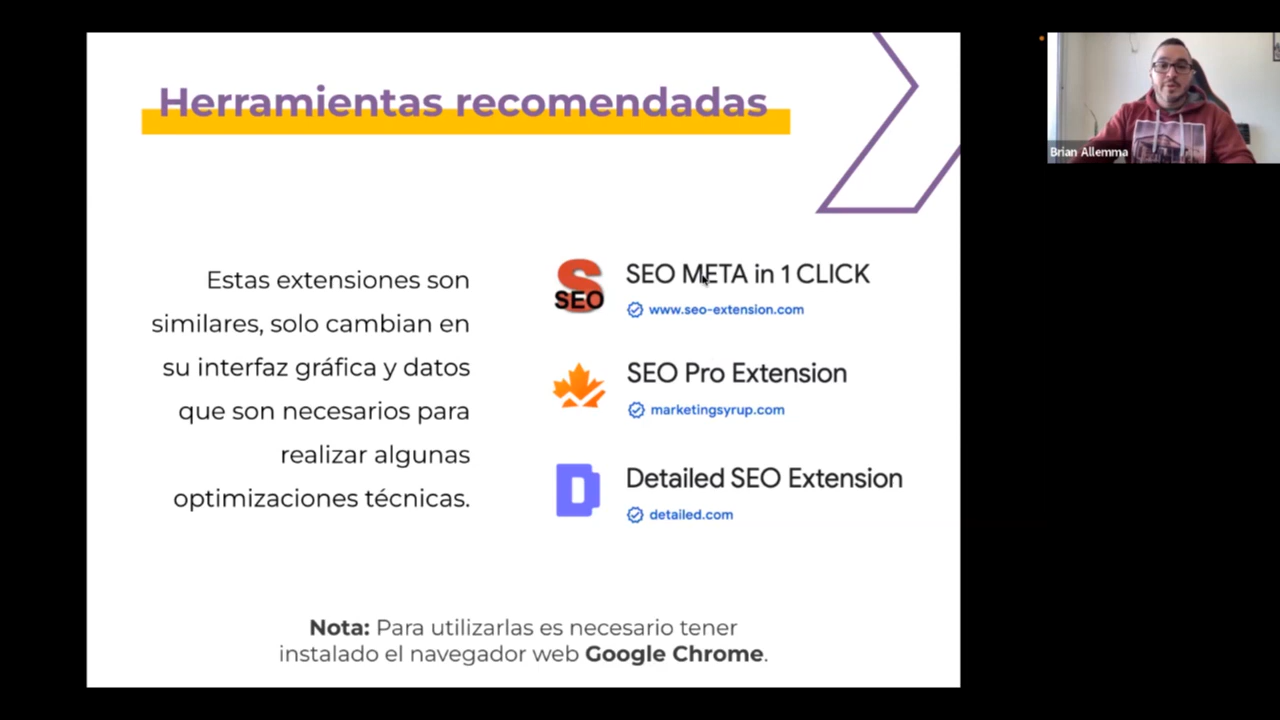 Herramientas recomendadas
Estas extensiones son
similares, solo cambian en
su interfaz gráfica y datos
que son necesarios para
realizar algunas
optimizaciones técnicas.
S
SEO
SEO META in 1 CLICK
www.seo-extension.com
SEO Pro Extension
marketingsyrup.com
D
Detailed SEO Extension
detailed.com
Nota: Para utilizarlas es necesario tener
instalado el navegador web Google Chrome.
Brian Allemma